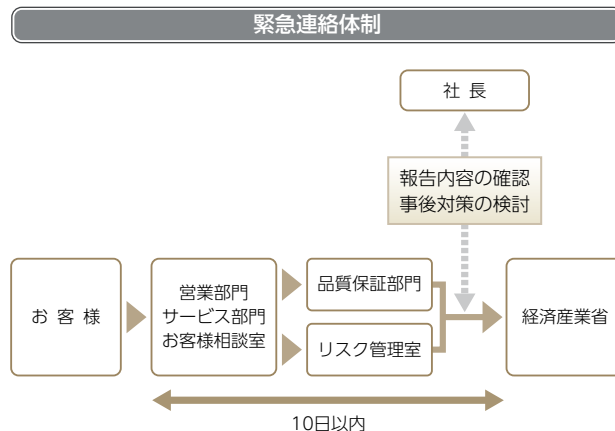 緊急連絡体制
社 長
報告内容の確認
事後対策の検討
お 客 様
営業部門
サービス部門
お客様相談室
品質保証部門
リスク管理室
経済産業省
10日以内